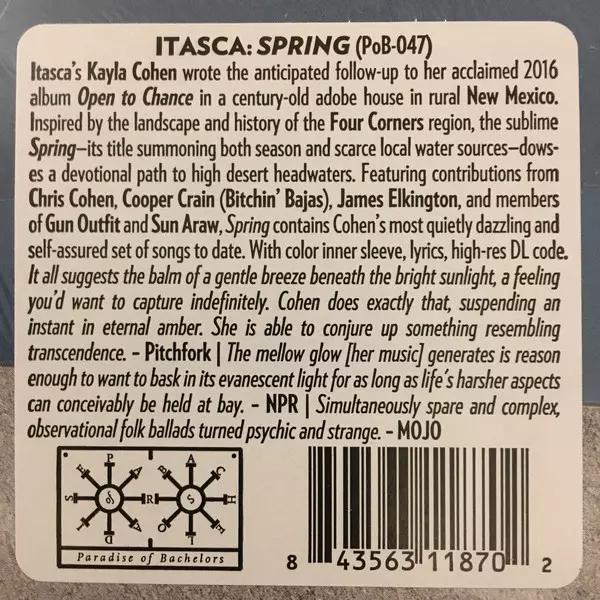 ITASCA: SPRING (PoB-047)
Itasca's Kayla Cohen wrote the anticipated follow-up to her acclaimed 2016
album Open to Chance in a century-old adobe house in rural New Mexico.
Inspired by the landscape and history of the Four Corners region, the sublime
Spring—its title summoning both season and scarce local water sources—dows-
es a devotional path to high desert headwaters. Featuring contributions from
Chris Cohen, Cooper Crain (Bitchin' Bajas), James Elkington, and members
of Gun Outfit and Sun Araw, Spring contains Cohen's most quietly dazzling and
self-assured set of songs to date. With color inner sleeve, lyrics, high-res DL code.
It all suggests the balm of a gentle breeze beneath the bright sunlight, a feeling
you'd want to capture indefinitely. Cohen does exactly that, suspending an
instant in eternal amber. She is able to conjure up something resembling
transcendence. – Pitchfork | The mellow glow [her music] generates is reason
enough to want to bask in its evanescent light for as long as life's harsher aspects
can conceivably be held at bay. – NPR | Simultaneously spare and complex,
observational folk ballads turned psychic and strange. – MOJO
Paradise of Bachelors
8 43563 11870 2